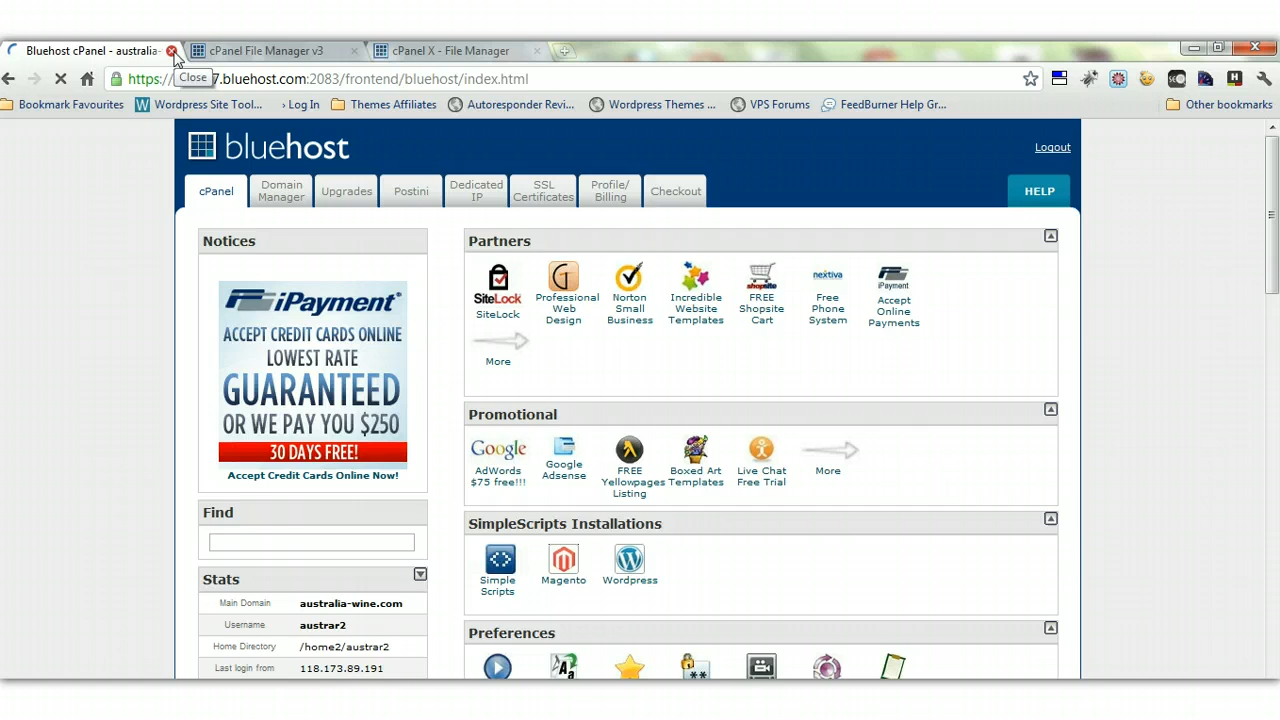 Bluehost cPanel - australia-
cPanel File Manager v3
cPanel X - File Manager
https://
7.bluehost.com:2083/frontend/bluehost/index.html
Close
Bookmark Favourites
Wordpress Site Tool...
› Log In
Themes Affiliates
Autoresponder Revi...
Wordpress Themes ...
VPS Forums
FeedBurner Help Gr...
Other bookmarks
bluehost
Logout
cPanel
Domain
Manager
Upgrades
Postini
Dedicated
IP
SSL
Certificates
Profile/
Billing
Checkout
HELP
Notices
iPayment
ACCEPT CREDIT CARDS ONLINE
LOWEST RATE
GUARANTEED
OR WE PAY YOU $250
30 DAYS FREE!
Accept Credit Cards Online Now!
Find
Stats
Main Domain australia-wine.com
Username austrar2
Home Directory /home2/austrar2
Last login from 118.173.89.191
Partners
SiteLock
SiteLock
Professional
Web
Design
Norton
Small
Business
Incredible
Website
Templates
shopsite
FREE
Shopsite
Cart
nextiva
Free
Phone
System
iPayment
Accept
Online
Payments
More
Promotional
Google
AdWords
$75 free!!!
Google
Adsense
FREE
Yellowpages
Listing
Boxed Art
Templates
Live Chat
Free Trial
More
SimpleScripts Installations
Simple
Scripts
Magento
Wordpress
Preferences